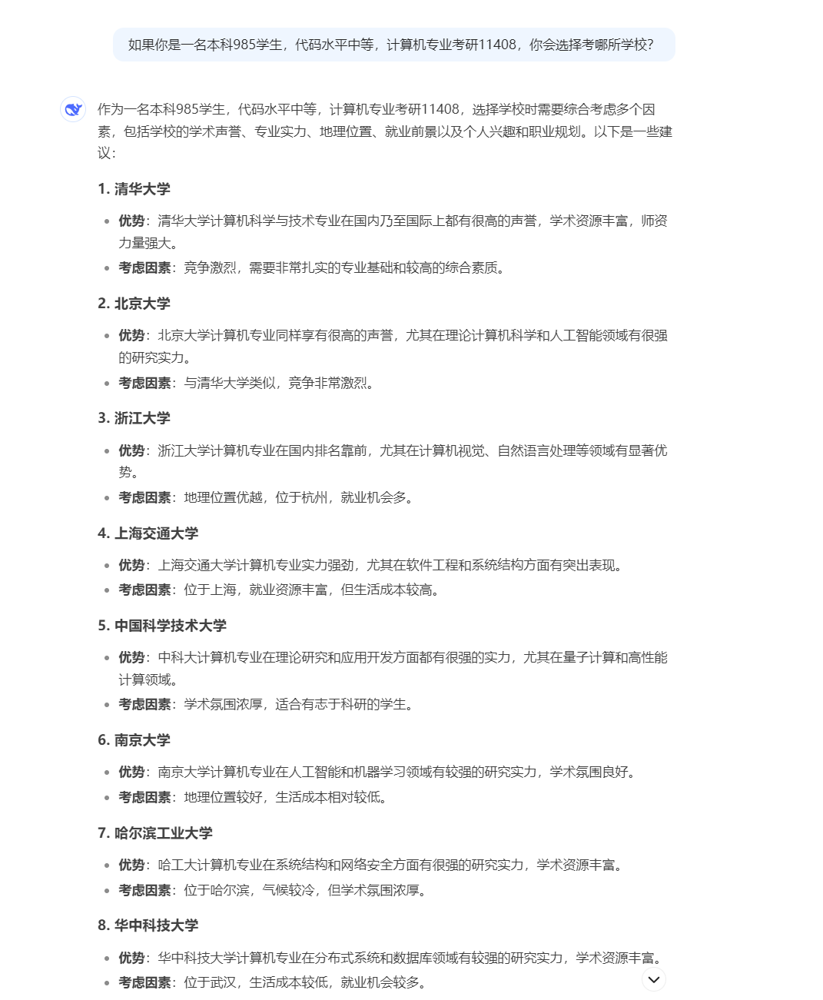 如果你是一名本科985学生，代码水平中等，计算机专业考研11408，你会选择考哪所学校？
作为一名本科985学生，代码水平中等，计算机专业考研11408，选择学校时需要综合考虑多个因
素，包括学校的学术声誉、专业实力、地理位置、就业前景以及个人兴趣和职业规划。以下是一些建
议：
1. 清华大学
优势：清华大学计算机科学与技术专业在国内乃至国际上都有很高的声誉，学术资源丰富，师资
力量强大。
考虑因素：竞争激烈，需要非常扎实的专业基础和较高的综合素质。
2. 北京大学
优势：北京大学计算机专业同样享有很高的声誉，尤其在理论计算机科学和人工智能领域有很强
的研究实力。
考虑因素：与清华大学类似，竞争非常激烈。
3. 浙江大学
优势：浙江大学计算机专业在国内排名靠前，尤其在计算机视觉、自然语言处理等领域有显著优
势。
考虑因素：地理位置优越，位于杭州，就业机会多。
4. 上海交通大学
优势：上海交通大学计算机专业实力强劲，尤其在软件工程和系统结构方面有突出表现。
考虑因素：位于上海，就业资源丰富，但生活成本较高。
5. 中国科学技术大学
优势：中科大计算机专业在理论研究和应用开发方面都有很强的实力，尤其在量子计算和高性能
计算领域。
考虑因素：学术氛围浓厚，适合有志于科研的学生。
6. 南京大学
优势：南京大学计算机专业在人工智能和机器学习领域有较强的研究实力，学术氛围良好。
考虑因素：地理位置较好，生活成本相对较低。
7. 哈尔滨工业大学
优势：哈工大计算机专业在系统结构和网络安全方面有很强的研究实力，学术资源丰富。
考虑因素：位于哈尔滨，气候较冷，但学术氛围浓厚。
8. 华中科技大学
优势：华中科技大学计算机专业在分布式系统和数据库领域有较强的研究实力，学术资源丰富。
考虑因素：位于武汉，生活成本较低，就业机会较多。